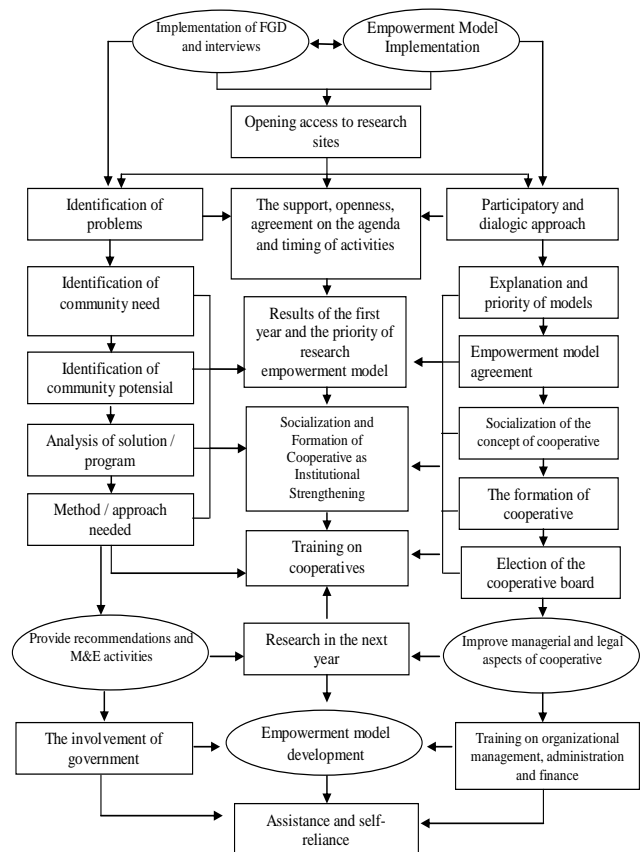 Implementation of FGD
and interviews
Empowerment Model
Implementation
Opening access to research
sites
Identification of
problems
The support, openness,
agreement on the agenda
and timing of activities
Participatory and
dialogic approach
Identification of
community need
Explanation and
priority of models
Results of the first
year and the priority of
research
empowerment model
Identification of
community potensial
Empowerment model
agreement
Socialization and
Formation of
Cooperative as
Institutional
Strengthening
Analysis of solution /
program
Socialization of the
concept of cooperative
Method / approach
needed
The formation of
cooperative
Training on
cooperatives
Election of the
cooperative board
Provide recommendations and
M&E activities
Research in the next
year
Improve managerial and legal
aspects of cooperative
The involvement of
government
Empowerment model
development
Training on organizational
management, administration
and finance
Assistance and self-
reliance